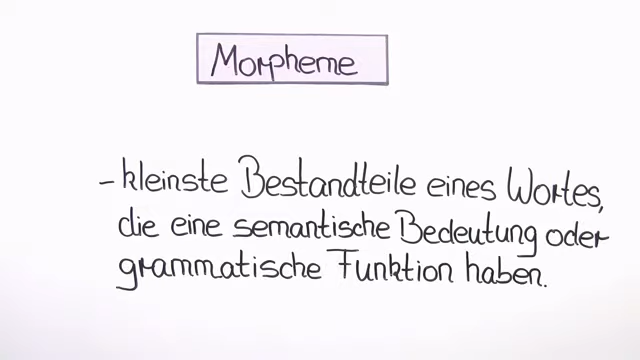 Morpheme
- kleinste Bestandteile eines Wortes,
die eine semantische Bedeutung oder
grammatische Funktion haben.